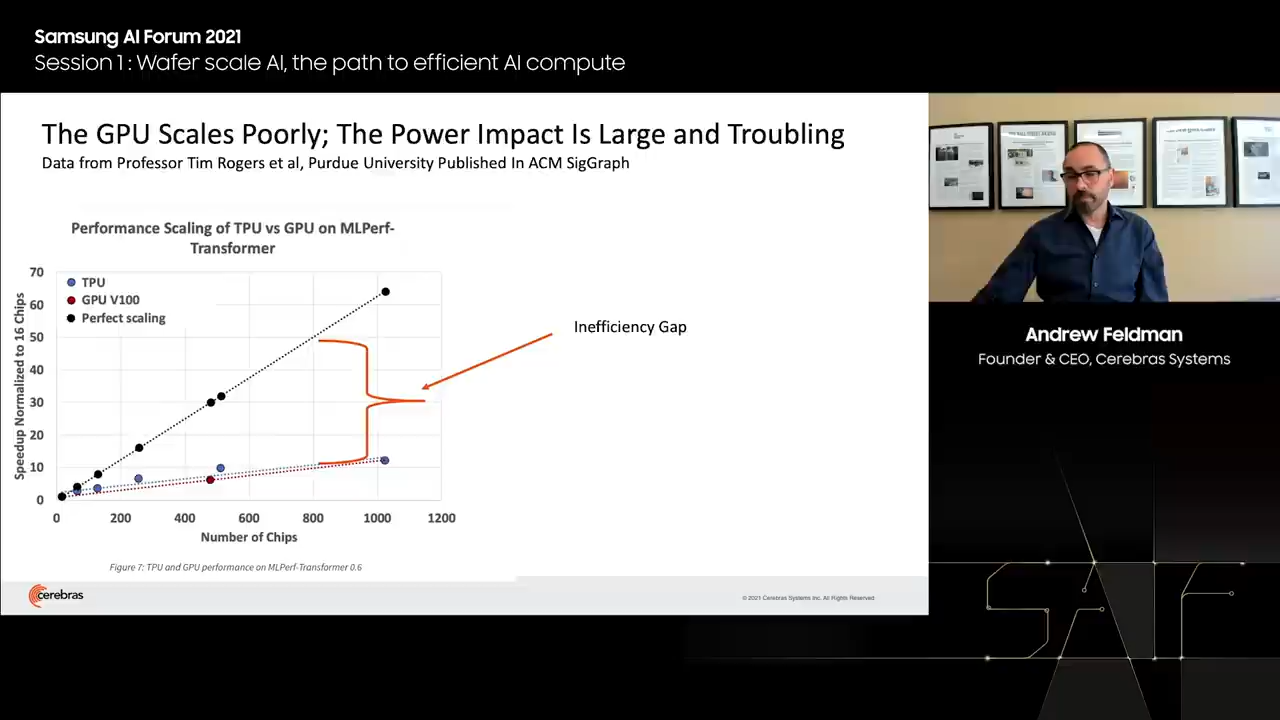 Samsung AI Forum 2021
Session 1 : Wafer scale AI, the path to efficient AI compute
The GPU Scales Poorly; The Power Impact Is Large and Troubling
Data from Professor Tim Rogers et al, Purdue University Published In ACM SigGraph
Performance Scaling of TPU vs GPU on MLPerf-
Transformer
Speedup Normalized to 16 Chips
70
60
50
40
30
20
10
0
TPU
GPU V100
Perfect scaling
0 200 400 600 800 1000 1200
Number of Chips
Figure 7: TPU and GPU performance on MLPerf-Transformer 0.6
Inefficiency Gap
cerebras
© 2021 Cerebras Systems Inc. All Rights Reserved
Andrew Feldman
Founder & CEO, Cerebras Systems